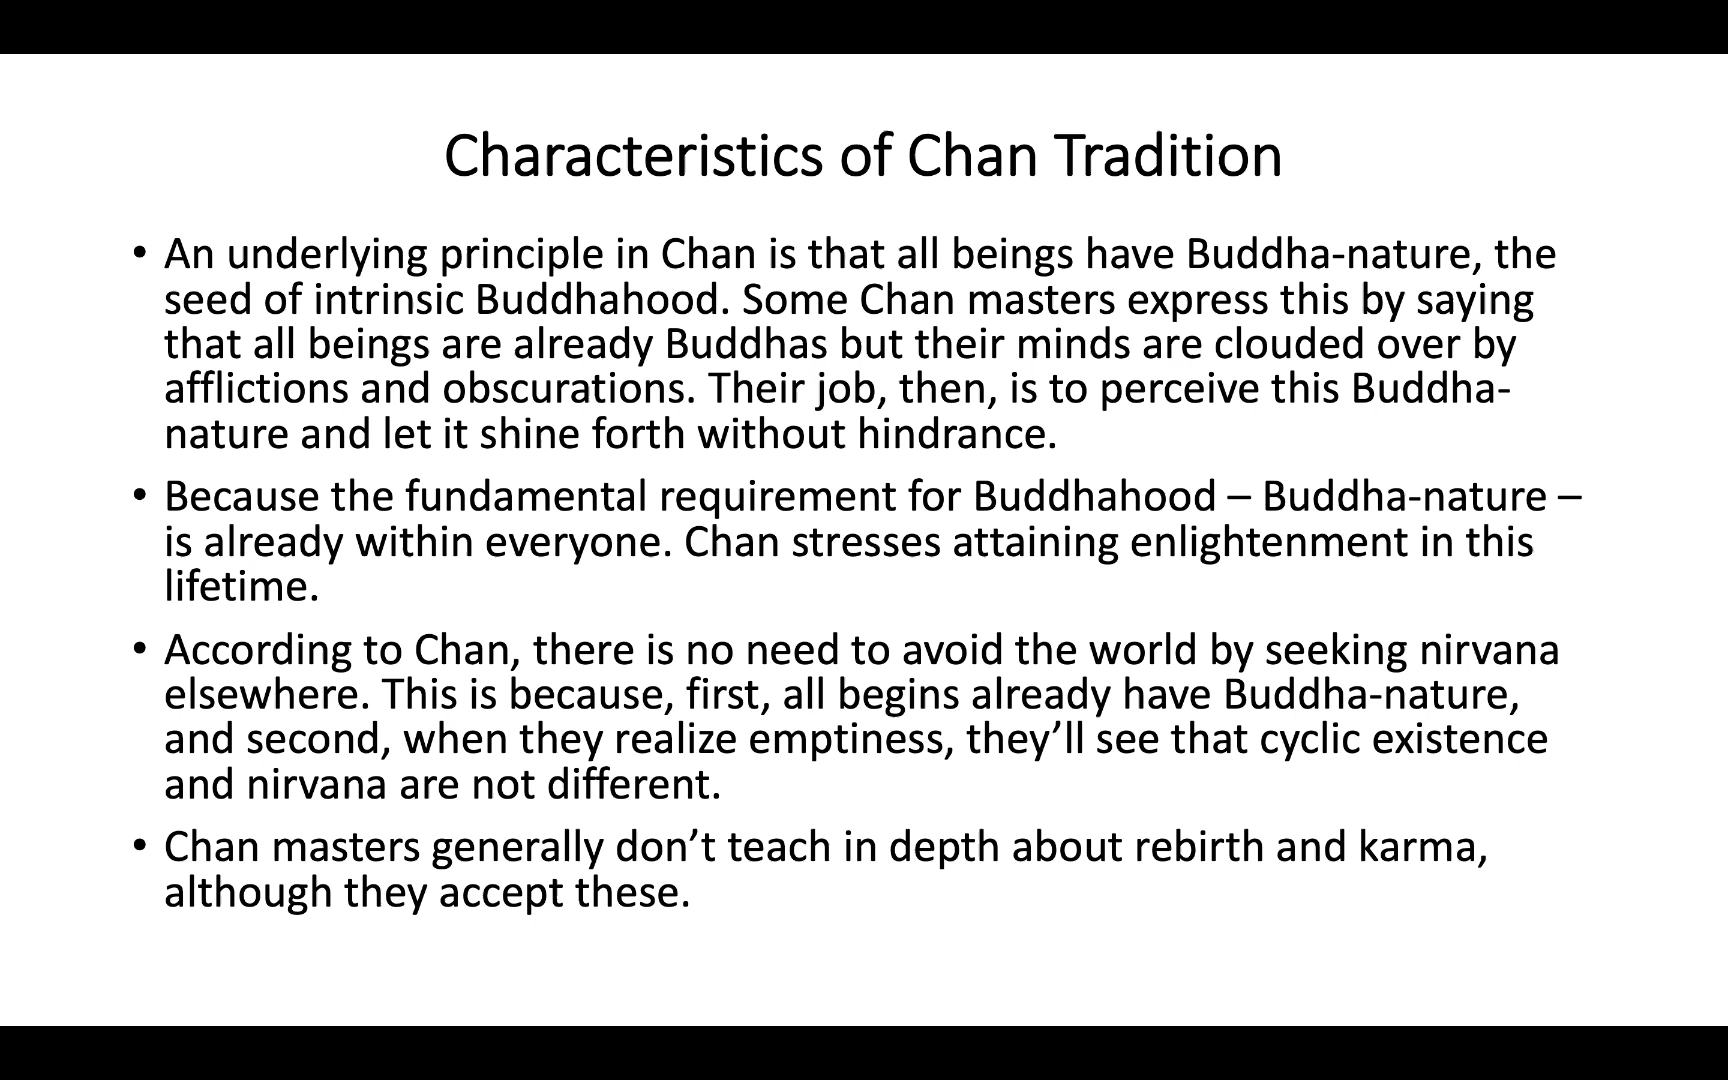 Characteristics of Chan Tradition
• An underlying principle in Chan is that all beings have Buddha-nature, the
seed of intrinsic Buddhahood. Some Chan masters express this by saying
that all beings are already Buddhas but their minds are clouded over by
afflictions and obscurations. Their job, then, is to perceive this Buddha-
nature and let it shine forth without hindrance.
• Because the fundamental requirement for Buddhahood – Buddha-nature –
is already within everyone. Chan stresses attaining enlightenment in this
lifetime.
• According to Chan, there is no need to avoid the world by seeking nirvana
elsewhere. This is because, first, all begins already have Buddha-nature,
and second, when they realize emptiness, they’ll see that cyclic existence
and nirvana are not different.
• Chan masters generally don’t teach in depth about rebirth and karma,
although they accept these.